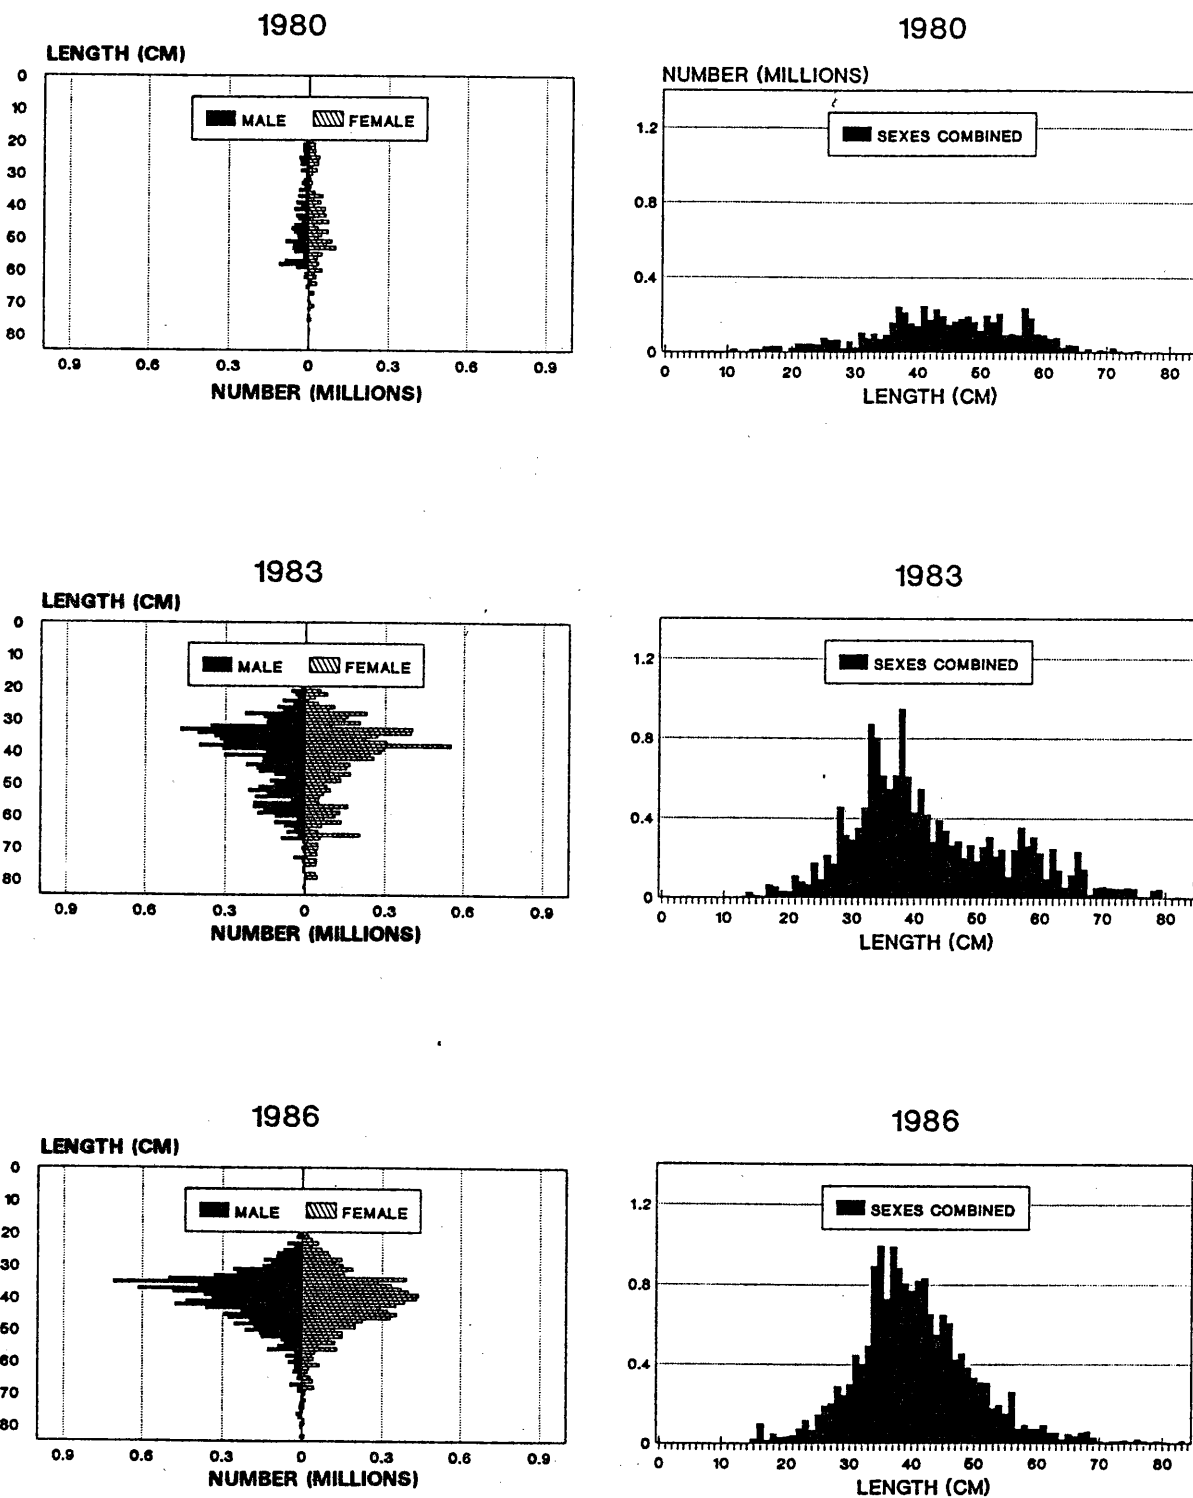 1980
LENGTH (CM)
0
10
20
30
40
50
60
70
80
MALE FEMALE
0.9 0.6 0.3 0 0.3 0.6 0.9
NUMBER (MILLIONS)
1980
NUMBER (MILLIONS)
1.2
0.8
0.4
0
SEXES COMBINED
0 10 20 30 40 50 60 70 80
LENGTH (CM)
1983
LENGTH (CM)
0
10
20
30
40
50
60
70
80
MALE FEMALE
0.9 0.6 0.3 0 0.3 0.6 0.9
NUMBER (MILLIONS)
1983
1.2
0.8
0.4
0
SEXES COMBINED
0 10 20 30 40 50 60 70 80
LENGTH (CM)
1986
LENGTH (CM)
0
10
20
30
40
50
60
70
80
MALE FEMALE
0.9 0.6 0.3 0 0.3 0.6 0.9
NUMBER (MILLIONS)
1986
1.2
0.8
0.4
0
SEXES COMBINED
0 10 20 30 40 50 60 70 80
LENGTH (CM)